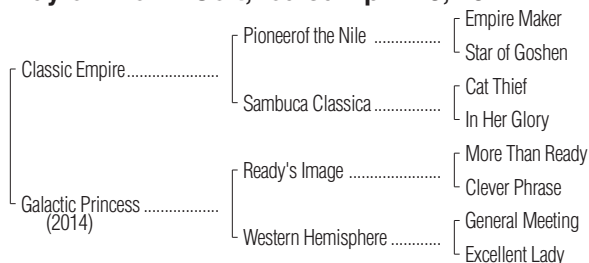 Pioneerof the Nile ................
Empire Maker
Star of Goshen
Classic Empire......................
Sambuca Classica ................
Cat Thief
In Her Glory
Ready's Image ......................
More Than Ready
Clever Phrase
Galactic Princess ..................
(2014)
Western Hemisphere ............
General Meeting
Excellent Lady